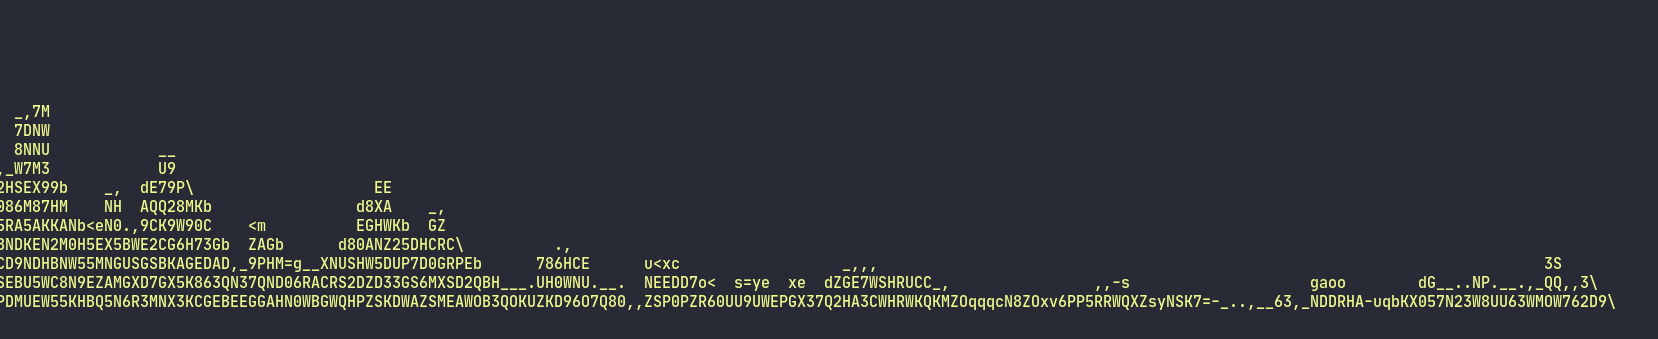 _,7M
7DNW
8NNU            __
,_W7M3            U9
2HSEX99b    _,  dE79P\                    EE
086M87HM    NH  AQQ28MKb                d8XA    _,
5RA5AKKANb<eN0.,9CK9W90C    <m          EGHWKb  GZ
BNDKEN2M0H5EX5BWE2CG6H73Gb  ZAGb      d80ANZ25DHCRC\          .,
CD9NDHBNW55MNGUSGSBKAGEDAD,_9PHM=g__XNUSHW5DUP7D0GRPEb      786HCE      u<xc                  _,,,                                                                          3S
SEBU5WC8N9EZAMGXD7GX5K863QN37QND06RACRS2DZD33GS6MXSD2QBH___.UH0WNU.__.  NEEDD7o<  s=ye  xe  dZGE7WSHRUCC_,                ,,-s                    gaoo        dG__..NP.__.,_QQ,,3\
PDMUEW55KHBQ5N6R3MNX3KCGEBEEGGAHN0WBGWQHPZSKDWAZSMEAWOB3QOKUZKD96O7Q80,,ZSP0PZR60UU9UWEPGX37Q2HA3CWHRWKQKMZOqqqcN8ZOxv6PP5RRWQXZsyNSK7=-_..,__63,_NDDRHA-uqbKX057N23W8UU63WMOW762D9\